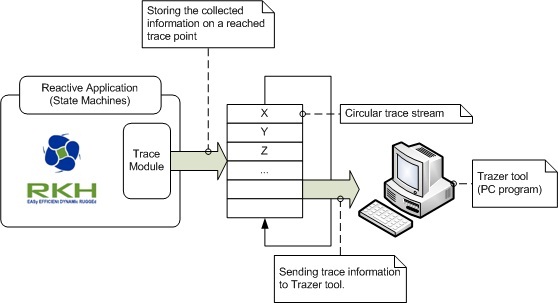 Storing the collected
information on a reached
trace point
Reactive Application
(State Machines)
Trace
Module
RKH
EASy EFFICIENt DYNAMIc RUGGEd
X
Y
Z
...
Circular trace stream
Trazer tool
(PC program)
Sending trace information
to Trazer tool.